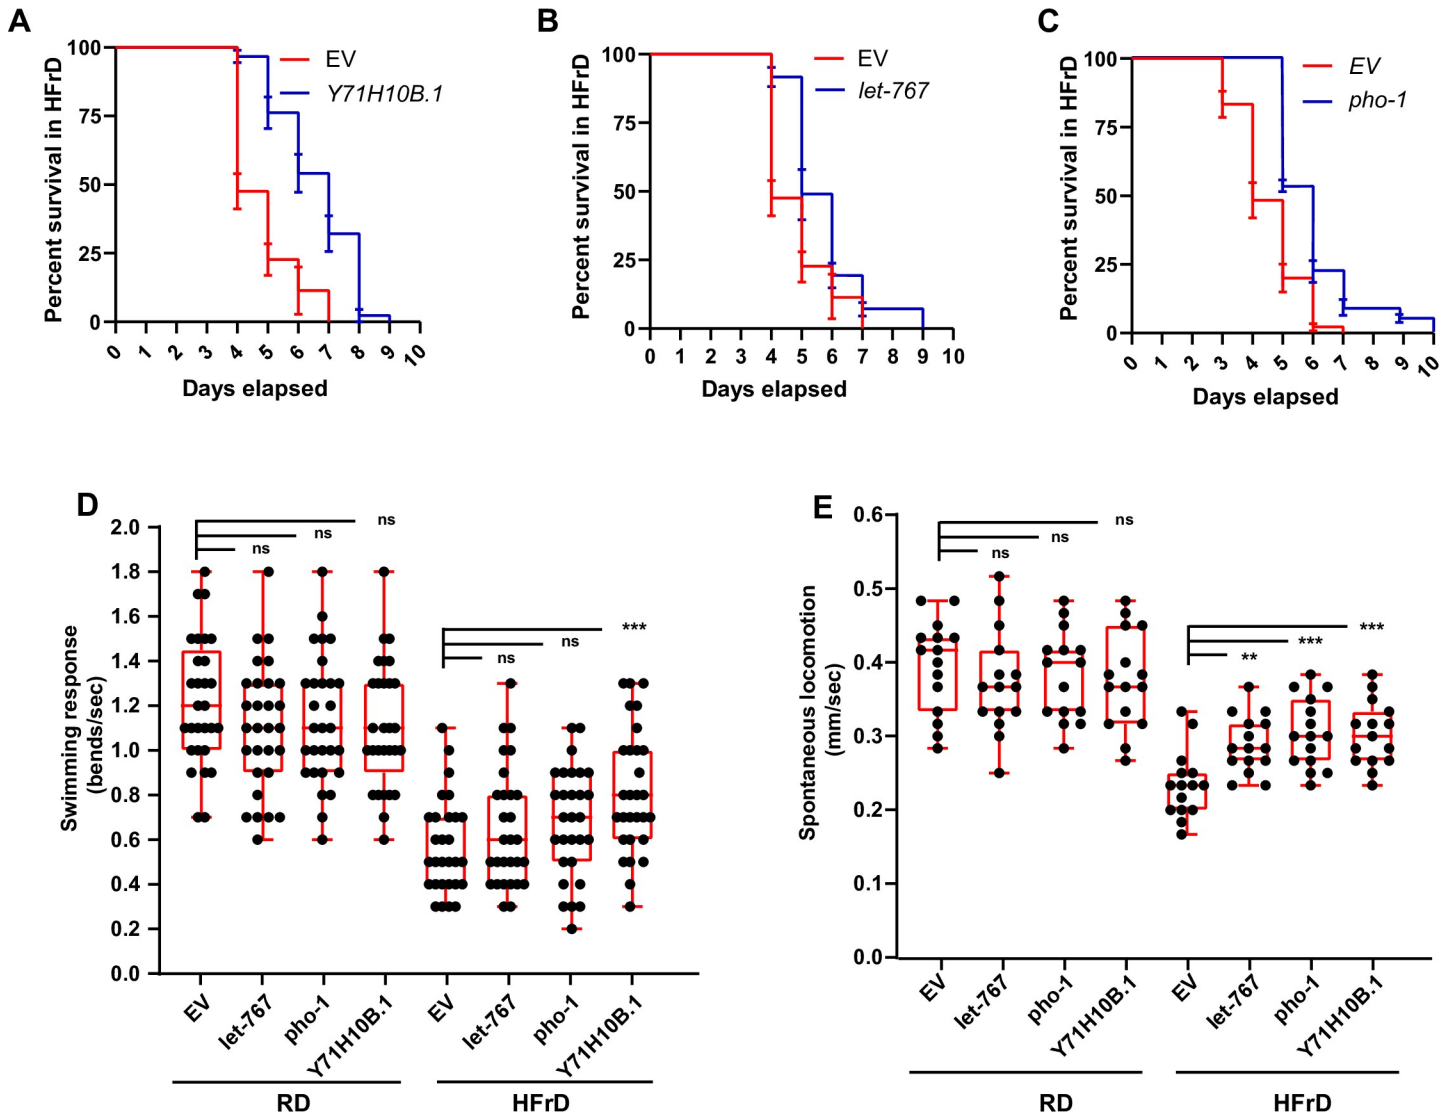 A
Percent survival in HFrD
100
75
50
25
0
0 1 2 3 4 5 6 7 8 9 10
Days elapsed
EV
Y71H10B.1
B
Percent survival in HFrD
100
75
50
25
0
0 1 2 3 4 5 6 7 8 9 10
Days elapsed
EV
let-767
C
Percent survival in HFrD
100
75
50
25
0
0 1 2 3 4 5 6 7 8 9 10
Days elapsed
EV
pho-1
D
Swimming response
(bends/sec)
2.0
1.8
1.6
1.4
1.2
1.0
0.8
0.6
0.4
0.2
0.0
ns
ns
ns
***
ns
ns
EV let-767 pho-1 Y71H10B.1 EV let-767 pho-1 Y71H10B.1
RD HFrD
E
Spontaneous locomotion
(mm/sec)
0.6
0.5
0.4
0.3
0.2
0.1
0.0
ns
ns
ns
***
***
**
EV let-767 pho-1 Y71H10B.1 EV let-767 pho-1 Y71H10B.1
RD HFrD